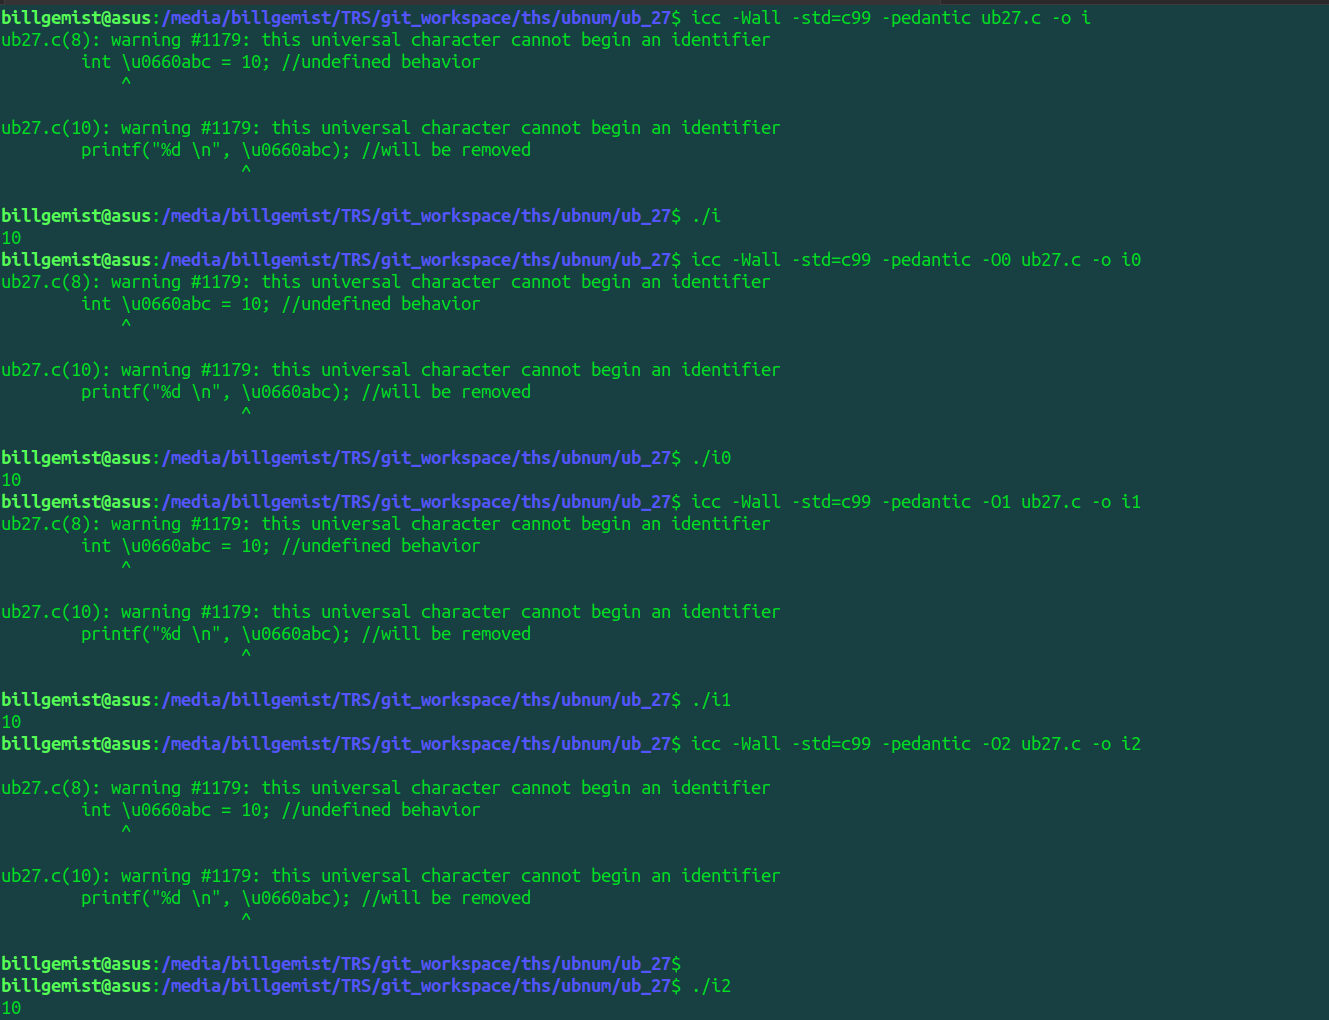 billgemist@asus:/media/billgemist/TRS/git_workspace/ths/ubnum/ub_27$ icc -Wall -std=c99 -pedantic ub27.c -o i
ub27.c(8): warning #1179: this universal character cannot begin an identifier
        int \u0660abc = 10; //undefined behavior
            ^
ub27.c(10): warning #1179: this universal character cannot begin an identifier
        printf("%d \n", \u0660abc); //will be removed
                        ^
billgemist@asus:/media/billgemist/TRS/git_workspace/ths/ubnum/ub_27$ ./i
10
billgemist@asus:/media/billgemist/TRS/git_workspace/ths/ubnum/ub_27$ icc -Wall -std=c99 -pedantic -O0 ub27.c -o i0
ub27.c(8): warning #1179: this universal character cannot begin an identifier
        int \u0660abc = 10; //undefined behavior
            ^
ub27.c(10): warning #1179: this universal character cannot begin an identifier
        printf("%d \n", \u0660abc); //will be removed
                        ^
billgemist@asus:/media/billgemist/TRS/git_workspace/ths/ubnum/ub_27$ ./i0
10
billgemist@asus:/media/billgemist/TRS/git_workspace/ths/ubnum/ub_27$ icc -Wall -std=c99 -pedantic -O1 ub27.c -o i1
ub27.c(8): warning #1179: this universal character cannot begin an identifier
        int \u0660abc = 10; //undefined behavior
            ^
ub27.c(10): warning #1179: this universal character cannot begin an identifier
        printf("%d \n", \u0660abc); //will be removed
                        ^
billgemist@asus:/media/billgemist/TRS/git_workspace/ths/ubnum/ub_27$ ./i1
10
billgemist@asus:/media/billgemist/TRS/git_workspace/ths/ubnum/ub_27$ icc -Wall -std=c99 -pedantic -O2 ub27.c -o i2
ub27.c(8): warning #1179: this universal character cannot begin an identifier
        int \u0660abc = 10; //undefined behavior
            ^
ub27.c(10): warning #1179: this universal character cannot begin an identifier
        printf("%d \n", \u0660abc); //will be removed
                        ^
billgemist@asus:/media/billgemist/TRS/git_workspace/ths/ubnum/ub_27$
billgemist@asus:/media/billgemist/TRS/git_workspace/ths/ubnum/ub_27$ ./i2
10